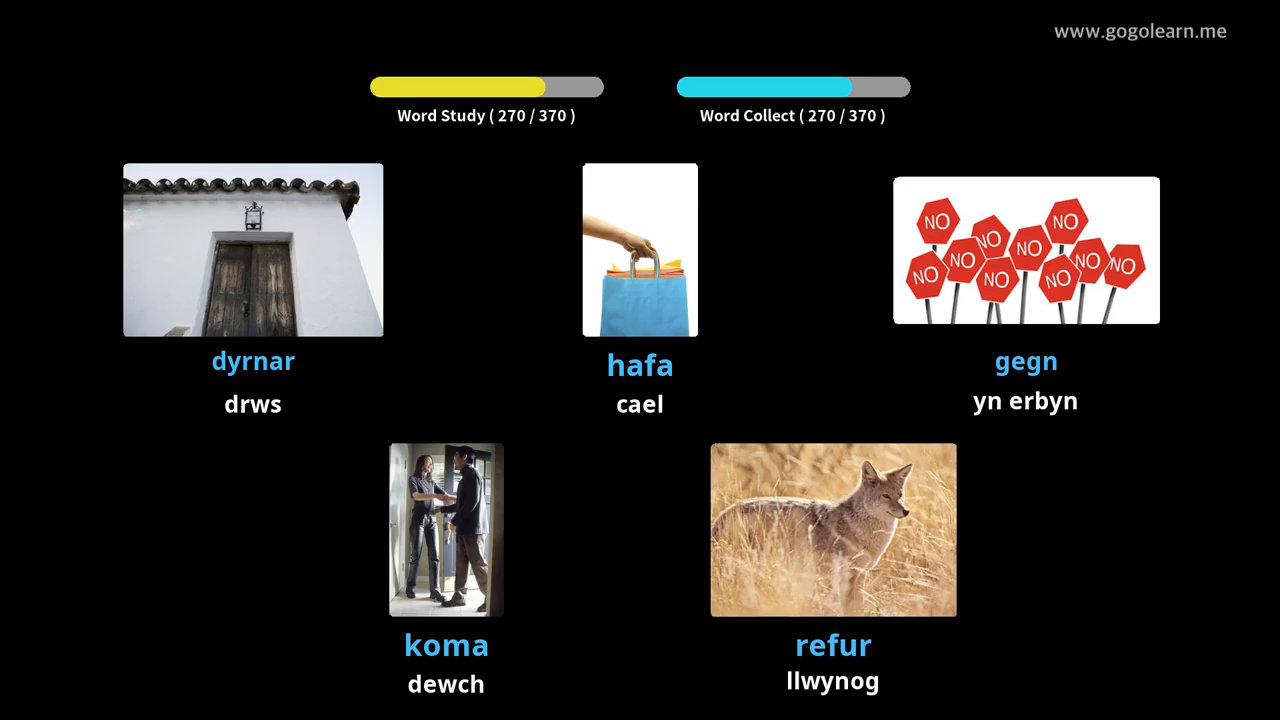 www.gogolearn.me
Word Study ( 270 / 370 )
Word Collect ( 270 / 370 )
NO
NO
NO
NO
NO
NO
NO
NO
NO
NO
dyrnar
drws
hafa
cael
gegn
yn erbyn
koma
dewch
refur
llwynog